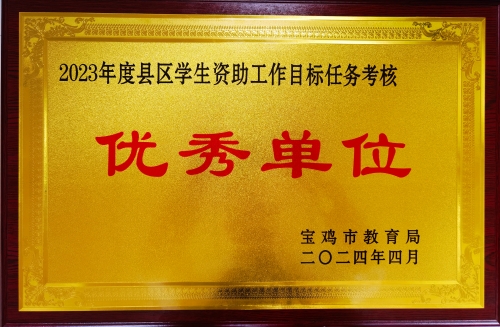 2023年度县区学生资助工作目标任务考核
优秀单位
宝鸡市教育局
二〇二四年四月